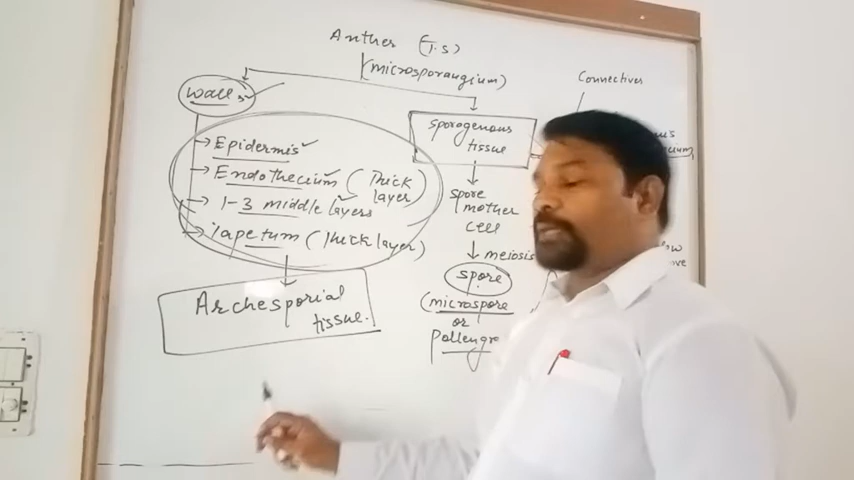 Anther (T.S)
(microsporangium)
Connectives
Walls
Sporogenous
tissue
Epidermis
Endothecium (Thick
layer)
1-3 middle layers
Tapetum (Thick layer)
Archesporial
tissue.
spore
mother
cell
meiosis
spore
(microspore
or